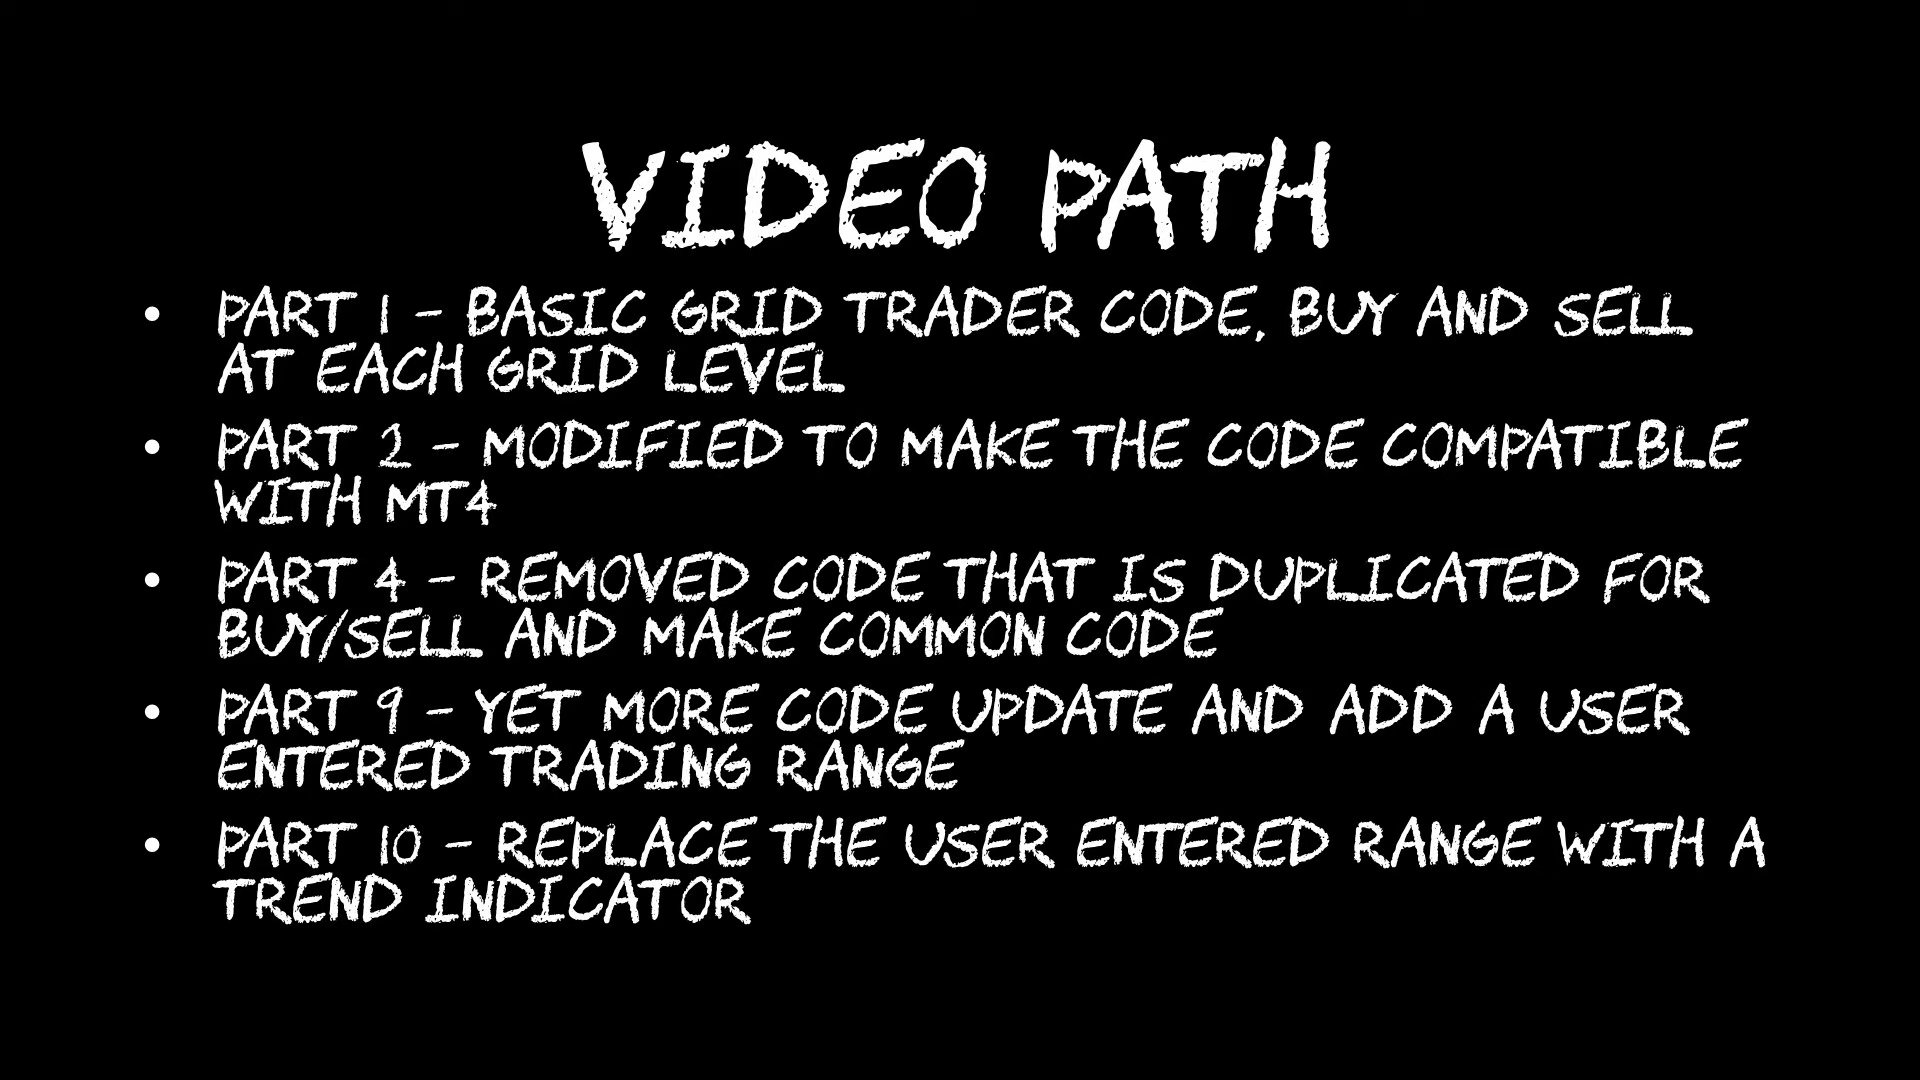 VIDEO PATH
• PART 1 - BASIC GRID TRADER CODE, BUY AND SELL
AT EACH GRID LEVEL
• PART 2 - MODIFIED TO MAKE THE CODE COMPATIBLE
WITH MT4
• PART 4 - REMOVED CODE THAT IS DUPLICATED FOR
BUY/SELL AND MAKE COMMON CODE
• PART 9 - YET MORE CODE UPDATE AND ADD A USER
ENTERED TRADING RANGE
• PART 10 - REPLACE THE USER ENTERED RANGE WITH A
TREND INDICATOR